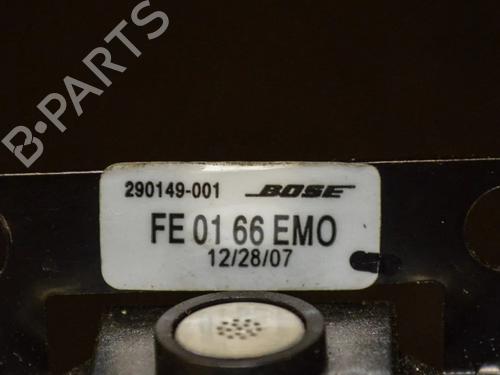 B-PARTS
290149-001 BOSE
FE 01 66 EMO
12/28/07